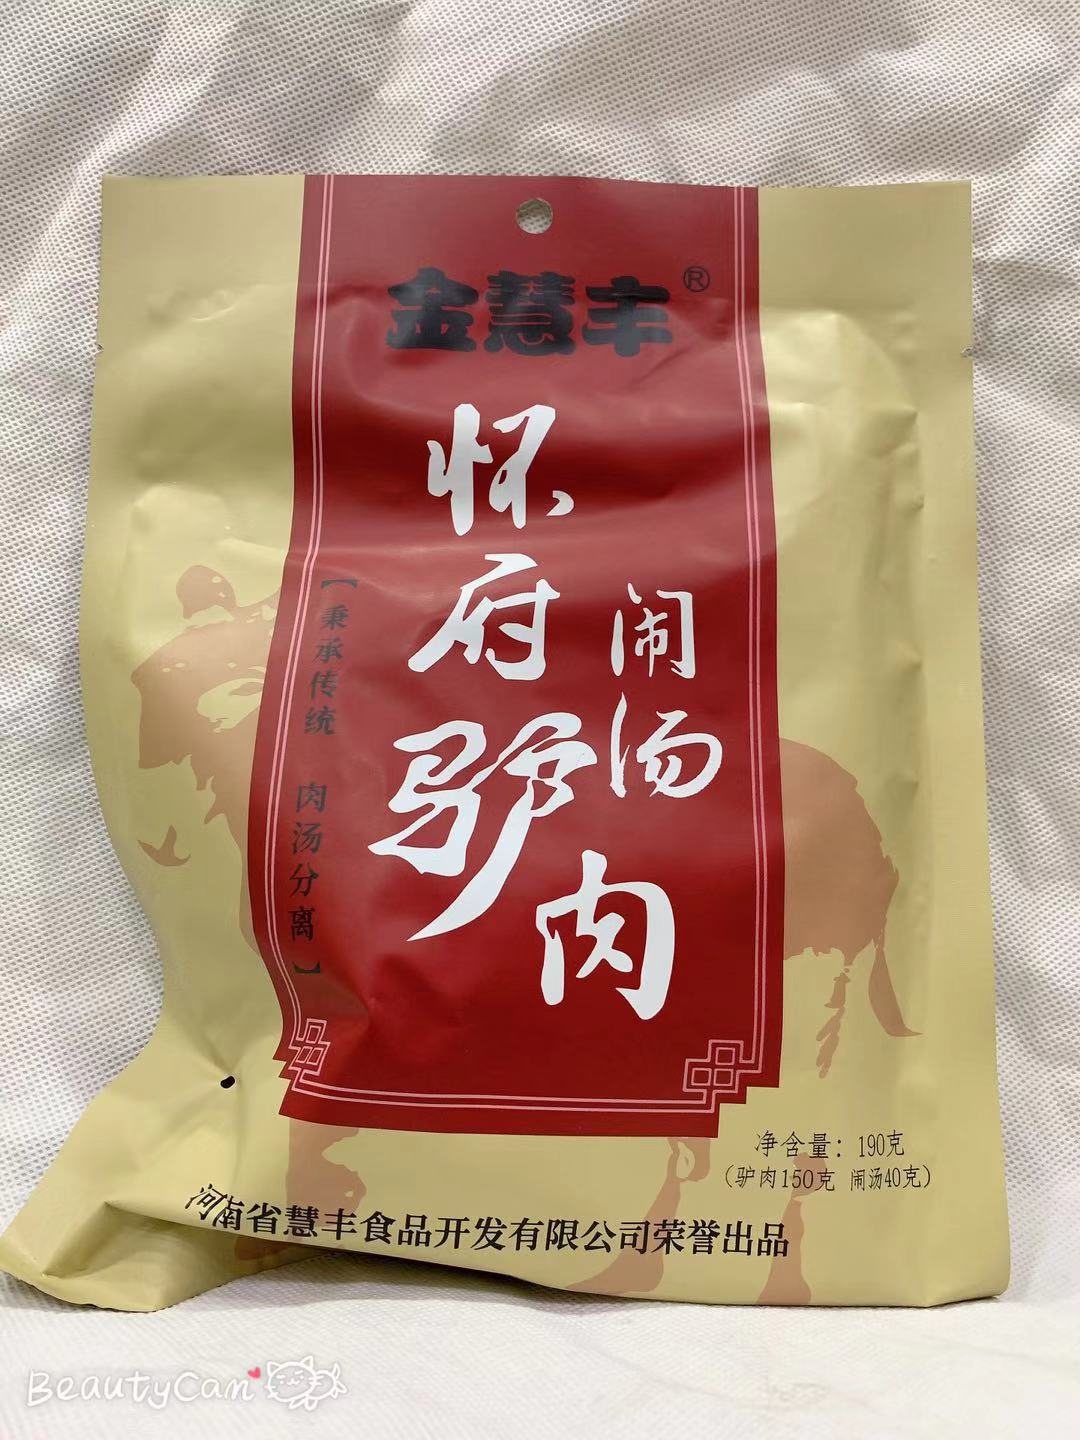 金慧丰®
怀府驴肉
闹汤
【秉承传统 肉汤分离】
净含量：190克
（驴肉150克 闹汤40克）
河南省慧丰食品开发有限公司荣誉出品
BeautyCam